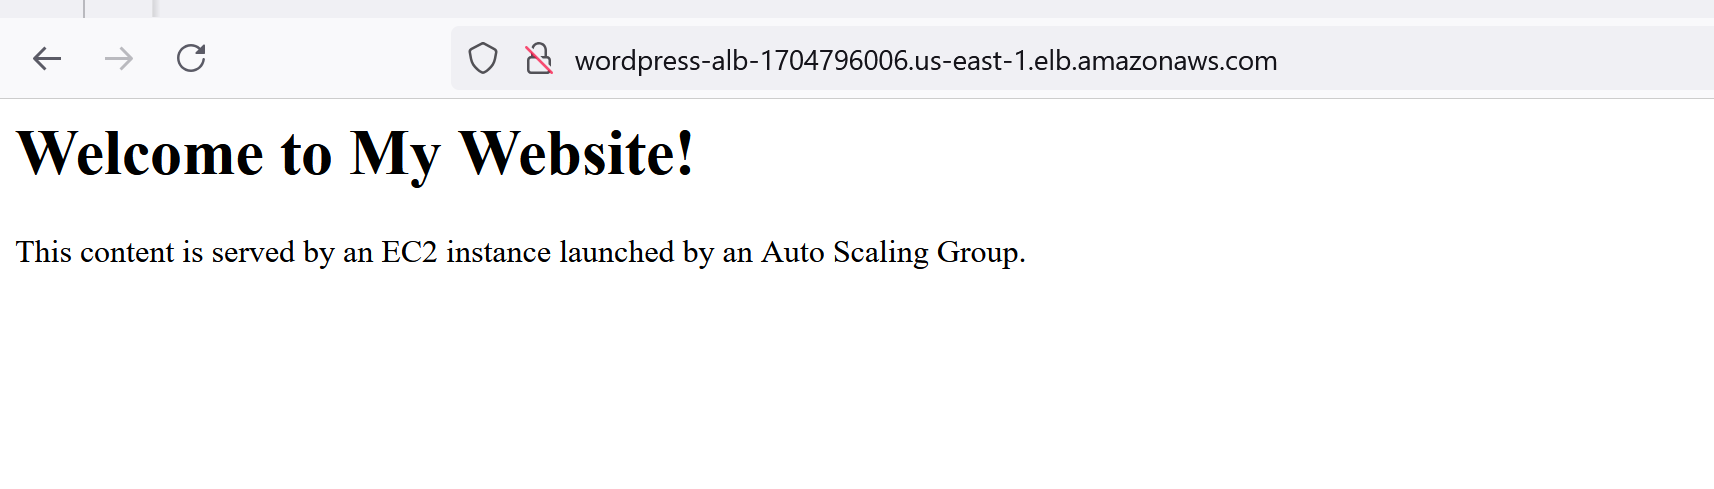 wordpress-alb-1704796006.us-east-1.elb.amazonaws.com
Welcome to My Website!
This content is served by an EC2 instance launched by an Auto Scaling Group.